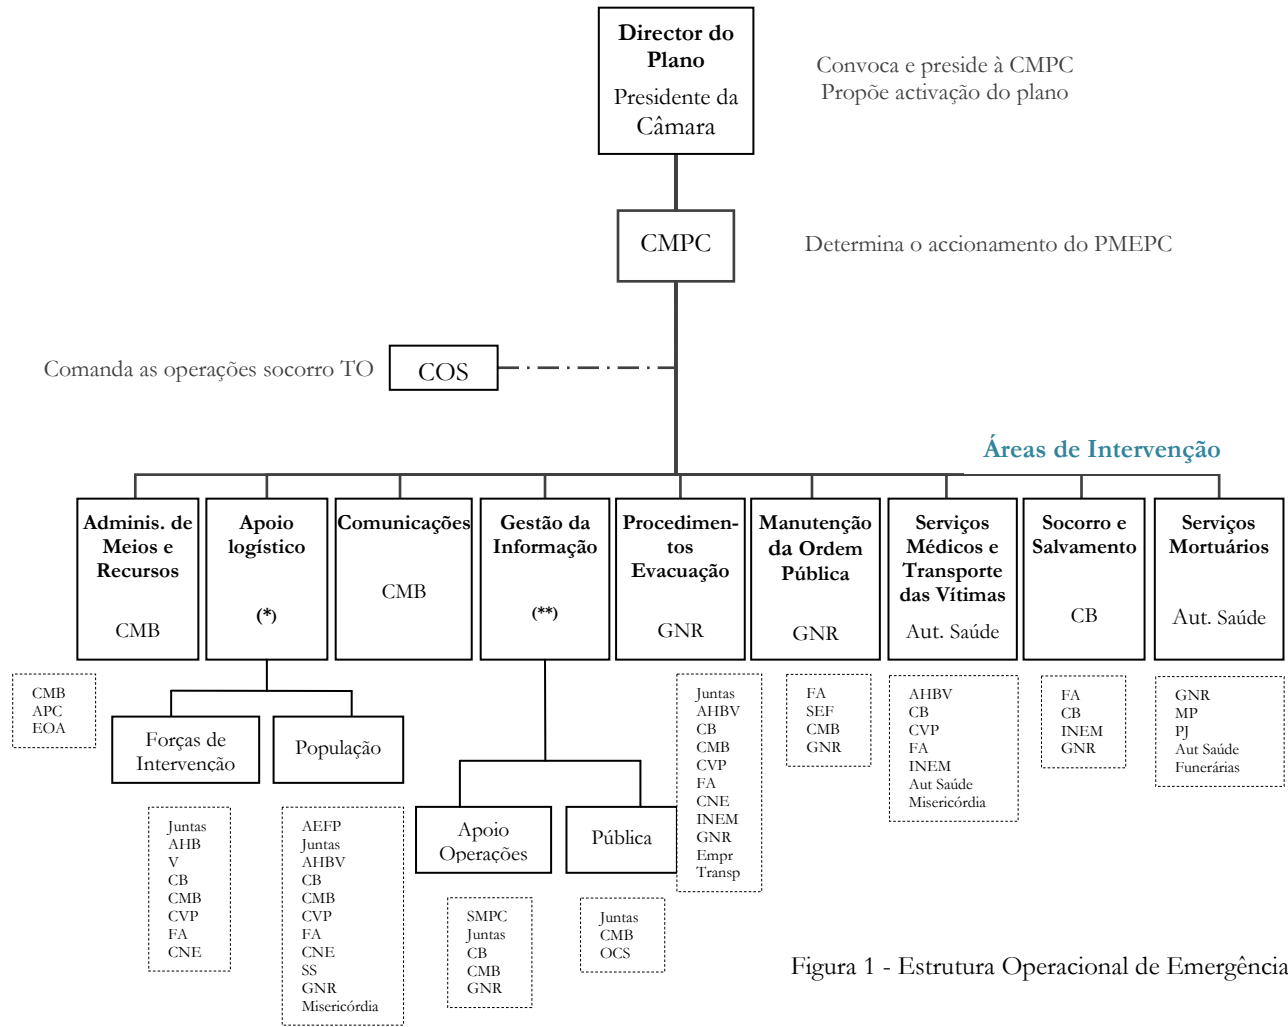 Director do
Plano
Presidente da
Câmara
Convoca e preside à CMPC
Propõe activação do plano
CMPC
Determina o accionamento do PMEPC
Comanda as operações socorro TO
COS
Áreas de Intervenção
Adminis. de
Meios e
Recursos
CMB
Apoio
logístico
(*)
Comunicações
CMB
Gestão da
Informação
(**)
Procedimen-
tos
Evacuação
GNR
Manutenção
da Ordem
Pública
GNR
Serviços
Médicos e
Transporte
das Vítimas
Aut. Saúde
Socorro e
Salvamento
CB
Serviços
Mortuários
Aut. Saúde
CMB
APC
EOA
Forças de
Intervenção
População
Juntas
AHB
V
CB
CMB
CVP
FA
CNE
AEFP
Juntas
AHBV
CB
CMB
CVP
FA
CNE
SS
GNR
Misericórdia
Apoio
Operações
Pública
SMPC
Juntas
CB
CMB
GNR
Juntas
CMB
OCS
Juntas
AHBV
CB
CMB
CVP
FA
CNE
INEM
GNR
Empr
Transp
FA
SEF
CMB
GNR
AHBV
CB
CVP
FA
INEM
Aut Saúde
Misericórdia
FA
CB
INEM
GNR
GNR
MP
PJ
Aut Saúde
Funerárias
Figura 1 - Estrutura Operacional de Emergência